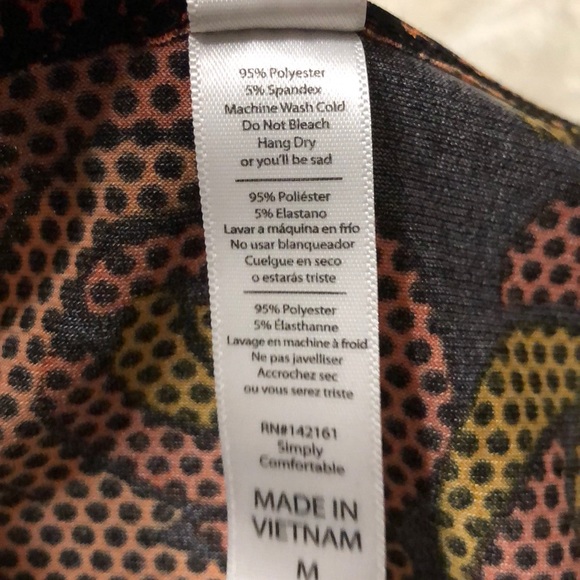 95% Polyester
5% Spandex
Machine Wash Cold
Do Not Bleach
Hang Dry
or you'll be sad
95% Poliéster
5% Elastano
Lavar a máquina en frío
No usar blanqueador
Cuelgue en seco
o estarás triste
95% Polyester
5% Élasthanne
Lavage en machine à froid
Ne pas javelliser
Accrochez sec
ou vous serez triste
RN#142161
Simply
Comfortable
MADE IN
VIETNAM
M